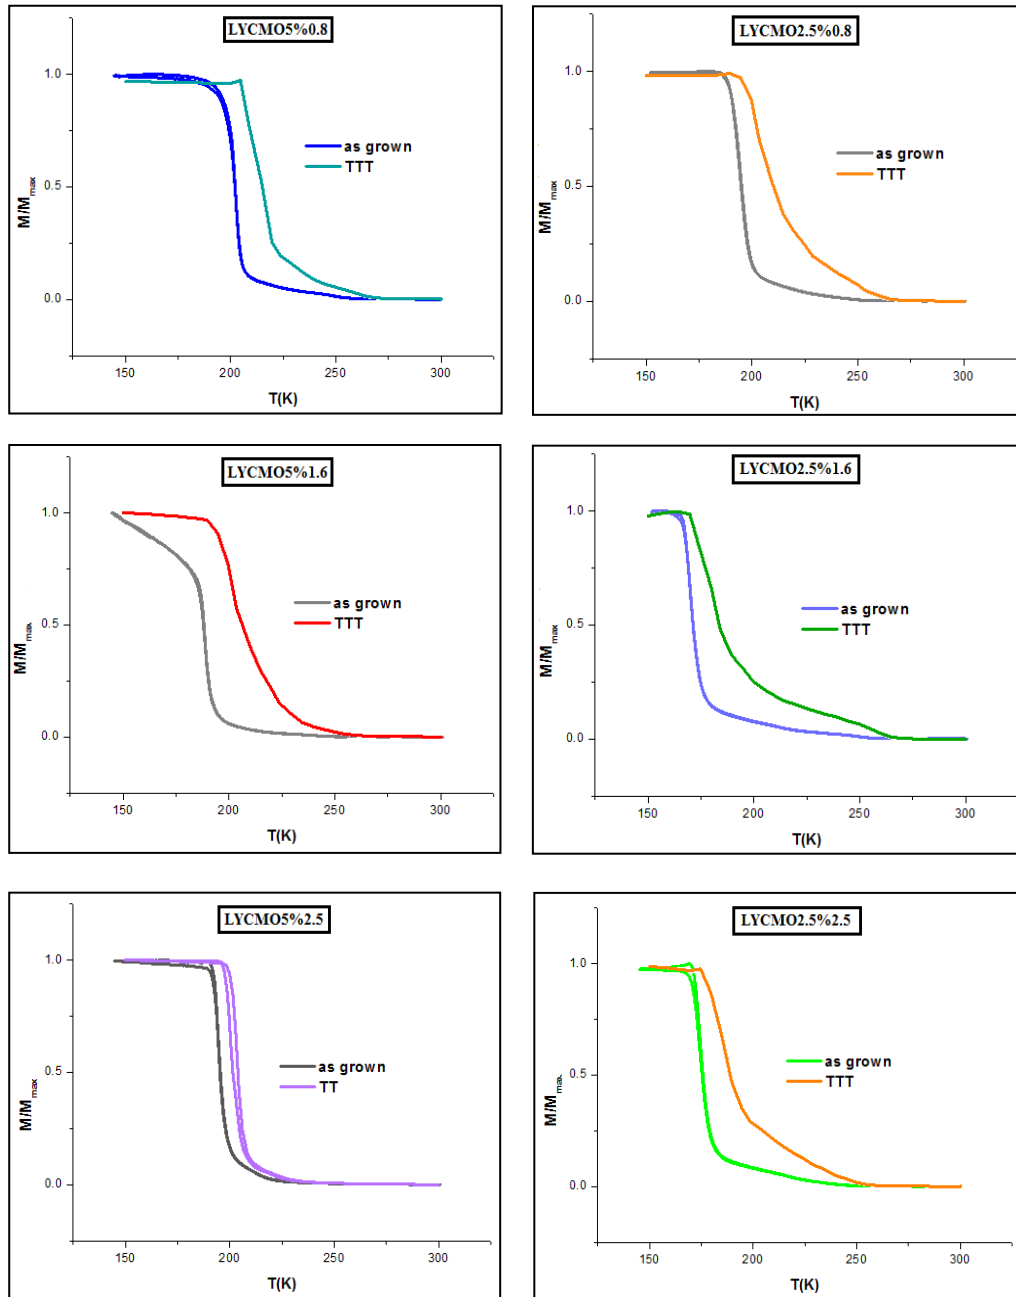 LYCMO5%0.8
1.0
0.5
0.0
M/Mmax
as grown
TTT
150 200 250 300
T(K)
LYCMO2.5%0.8
1.0
0.5
0.0
M/Mmax
as grown
TTT
150 200 250 300
T(K)
LYCMO5%1.6
1.0
0.5
0.0
M/Mmax
as grown
TTT
150 200 250 300
T(K)
LYCMO2.5%1.6
1.0
0.5
0.0
M/Mmax
as grown
TTT
150 200 250 300
T(K)
LYCMO5%2.5
1.0
0.5
0.0
M/Mmax
as grown
TT
150 200 250 300
T(K)
LYCMO2.5%2.5
1.0
0.5
0.0
M/Mmax
as grown
TTT
150 200 250 300
T(K)